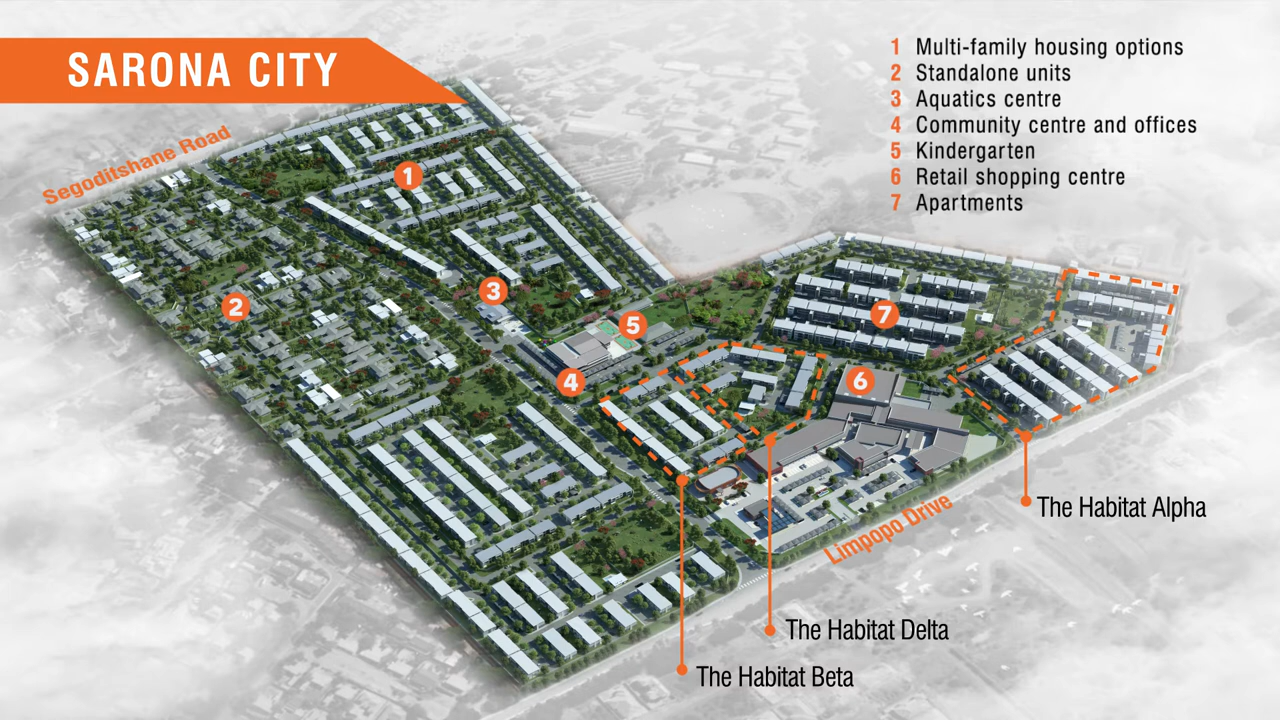 SARONA CITY
1 Multi-family housing options
2 Standalone units
3 Aquatics centre
4 Community centre and offices
5 Kindergarten
6 Retail shopping centre
7 Apartments
Segoditshane Road
1
2
3
5
7
4
6
The Habitat Alpha
Limpopo Drive
The Habitat Delta
The Habitat Beta